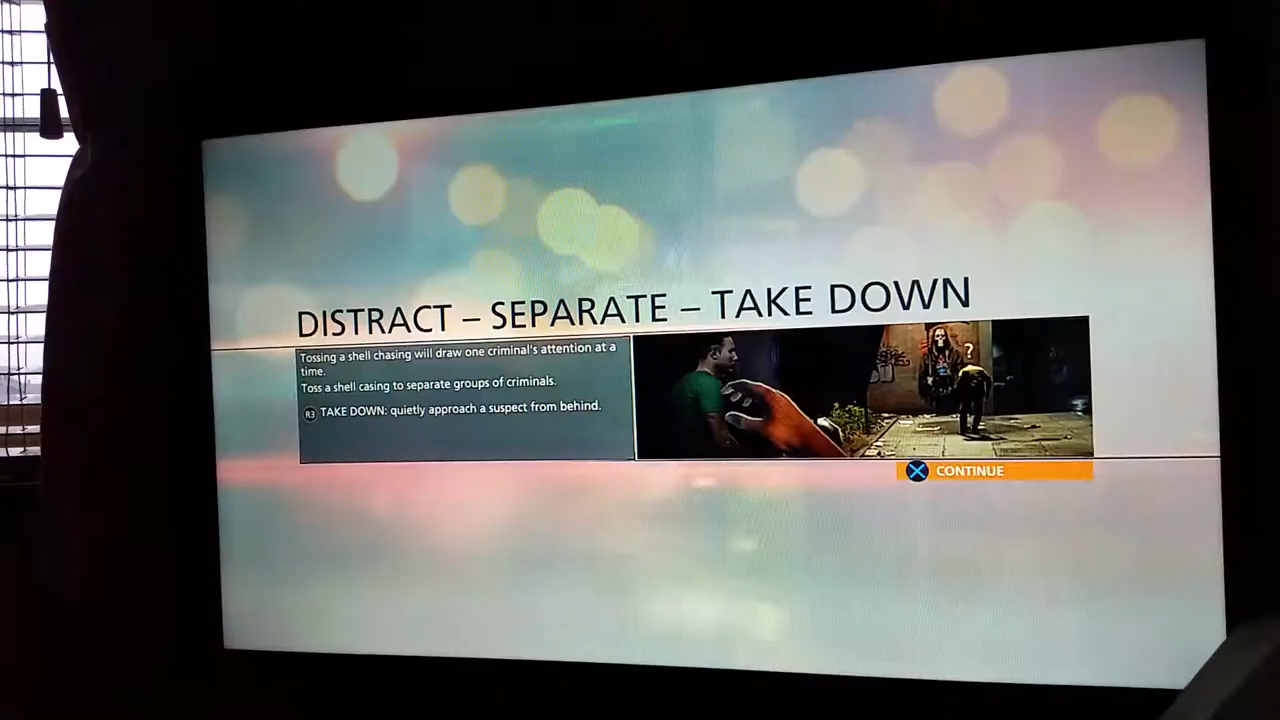 DISTRACT – SEPARATE – TAKE DOWN
Tossing a shell chasing will draw one criminal's attention at a
time.
Toss a shell casing to separate groups of criminals.
R3 TAKE DOWN: quietly approach a suspect from behind.
?
CONTINUE